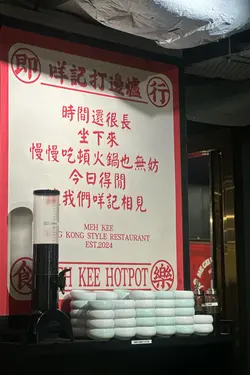 即 咩記打邊爐 行
時間還很長
坐下來
慢慢吃頓火鍋也無妨
今日得閒
我們咩記相見
MEH KEE
KONG STYLE RESTAURANT
EST.2024
食 KEE HOTPOT 樂